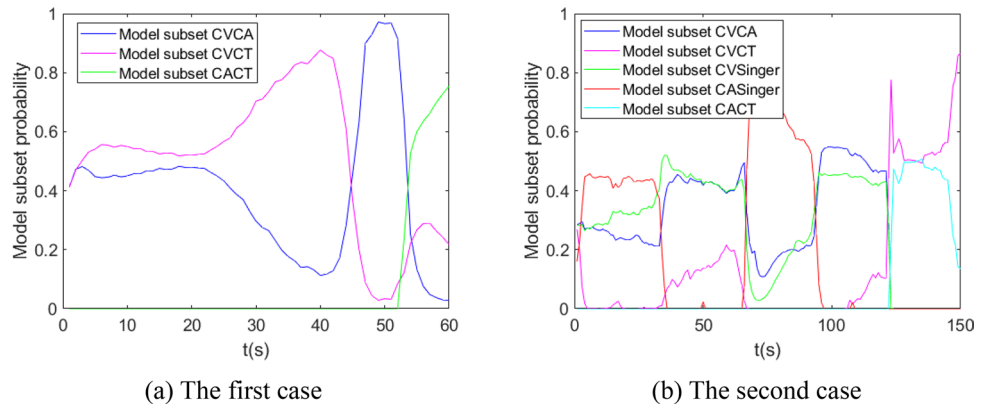 1
0.8
0.6
0.4
0.2
0
Model subset probability
Model subset CVCA
Model subset CVCT
Model subset CACT
0 10 20 30 40 50 60
t(s)
(a) The first case
1
0.8
0.6
0.4
0.2
0
Model subset probability
Model subset CVCA
Model subset CVCT
Model subset CVSinger
Model subset CASinger
Model subset CACT
0 50 100 150
t(s)
(b) The second case